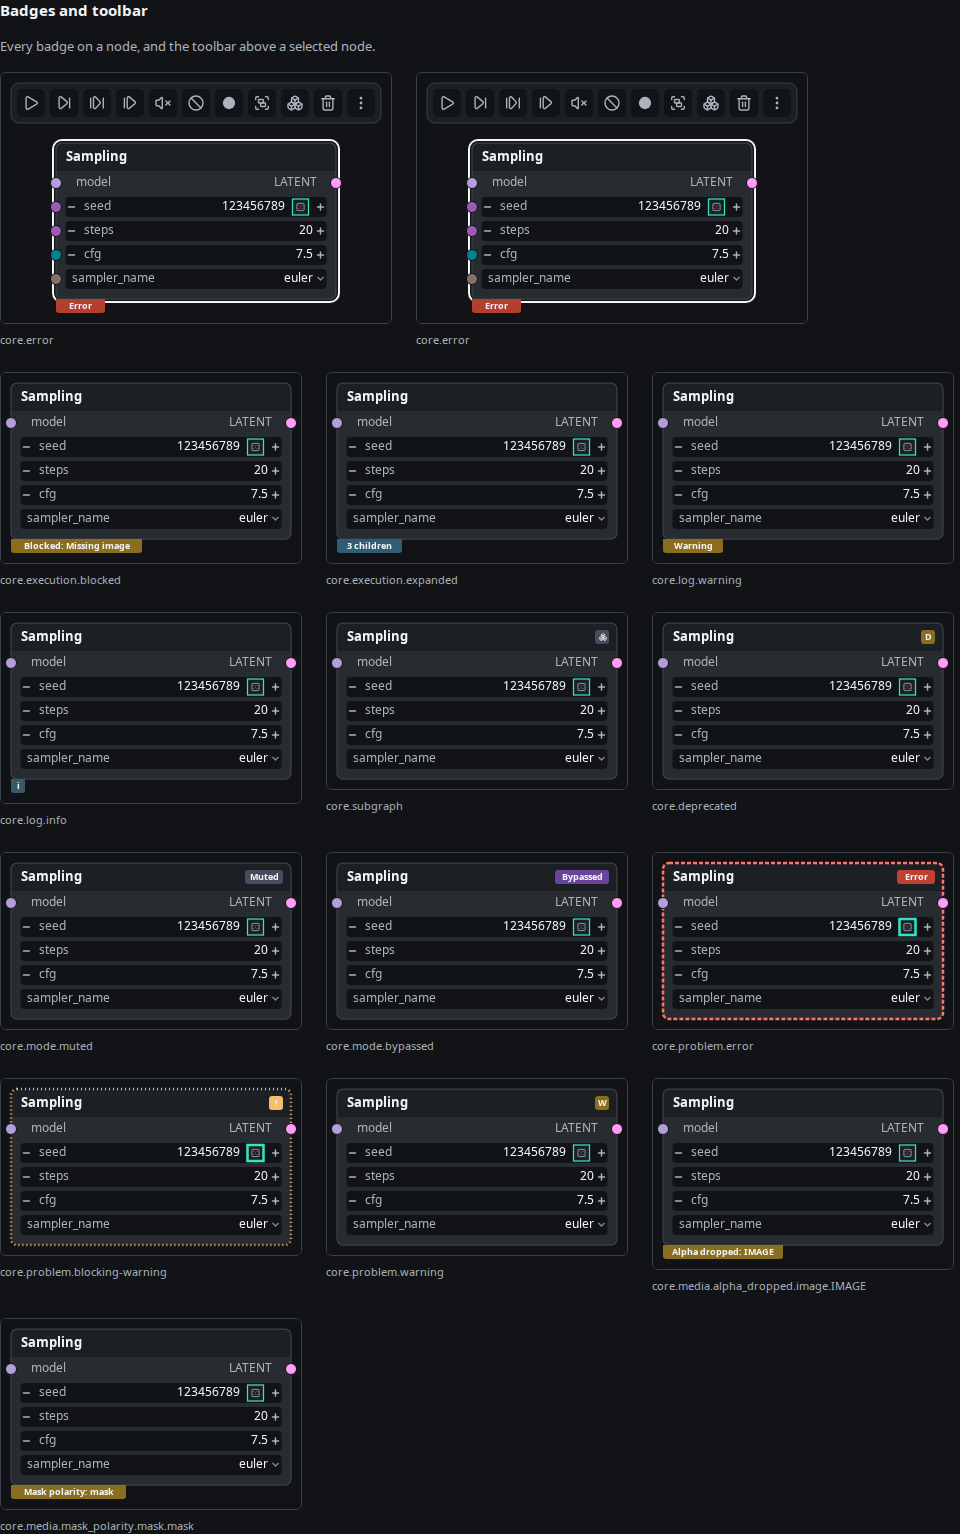 Badges and toolbar
Every badge on a node, and the toolbar above a selected node.
Sampling
model LATENT
seed 123456789
steps 20
cfg 7.5
sampler_name euler
Error
core.error
Sampling
model LATENT
seed 123456789
steps 20
cfg 7.5
sampler_name euler
Error
core.error
Sampling
model LATENT
seed 123456789
steps 20
cfg 7.5
sampler_name euler
Blocked: Missing image
core.execution.blocked
Sampling
model LATENT
seed 123456789
steps 20
cfg 7.5
sampler_name euler
3 children
core.execution.expanded
Sampling
model LATENT
seed 123456789
steps 20
cfg 7.5
sampler_name euler
Warning
core.log.warning
Sampling
model LATENT
seed 123456789
steps 20
cfg 7.5
sampler_name euler
i
core.log.info
Sampling
model LATENT
seed 123456789
steps 20
cfg 7.5
sampler_name euler
core.subgraph
Sampling D
model LATENT
seed 123456789
steps 20
cfg 7.5
sampler_name euler
core.deprecated
Sampling Muted
model LATENT
seed 123456789
steps 20
cfg 7.5
sampler_name euler
core.mode.muted
Sampling Bypassed
model LATENT
seed 123456789
steps 20
cfg 7.5
sampler_name euler
core.mode.bypassed
Sampling Error
model LATENT
seed 123456789
steps 20
cfg 7.5
sampler_name euler
core.problem.error
Sampling !
model LATENT
seed 123456789
steps 20
cfg 7.5
sampler_name euler
core.problem.blocking-warning
Sampling W
model LATENT
seed 123456789
steps 20
cfg 7.5
sampler_name euler
core.problem.warning
Sampling
model LATENT
seed 123456789
steps 20
cfg 7.5
sampler_name euler
Alpha dropped: IMAGE
core.media.alpha_dropped.image.IMAGE
Sampling
model LATENT
seed 123456789
steps 20
cfg 7.5
sampler_name euler
Mask polarity: mask
core.media.mask_polarity.mask.mask